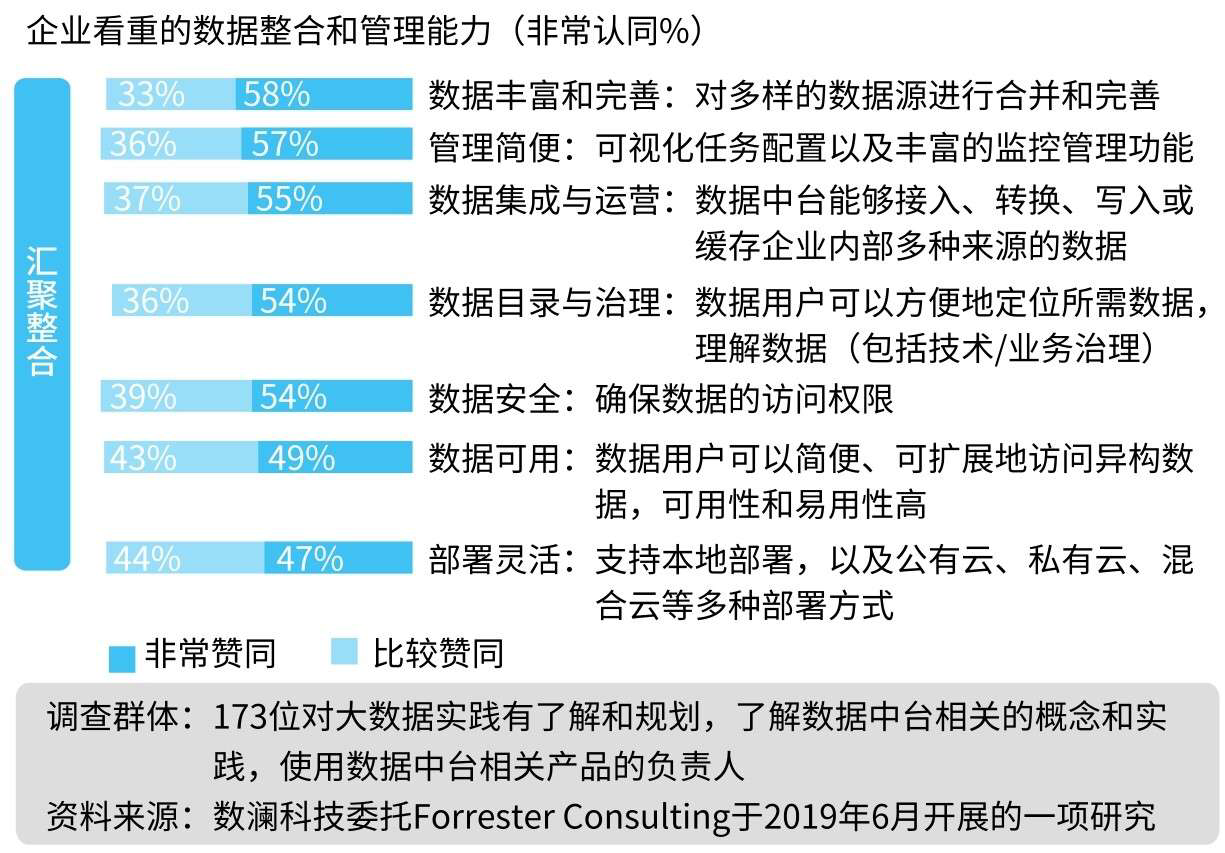 企业看重的数据整合和管理能力（非常认同%）
汇聚整合
33% 58% 数据丰富和完善：对多样的数据源进行合并和完善
36% 57% 管理简便：可视化任务配置以及丰富的监控管理功能
37% 55% 数据集成与运营：数据中台能够接入、转换、写入或
缓存企业内部多种来源的数据
36% 54% 数据目录与治理：数据用户可以方便地定位所需数据，
理解数据（包括技术/业务治理）
39% 54% 数据安全：确保数据的访问权限
43% 49% 数据可用：数据用户可以简便、可扩展地访问异构数
据，可用性和易用性高
44% 47% 部署灵活：支持本地部署，以及公有云、私有云、混
合云等多种部署方式
非常赞同 比较赞同
调查群体：173位对大数据实践有了解和规划，了解数据中台相关的概念和实
践，使用数据中台相关产品的负责人
资料来源：数澜科技委托Forrester Consulting于2019年6月开展的一项研究